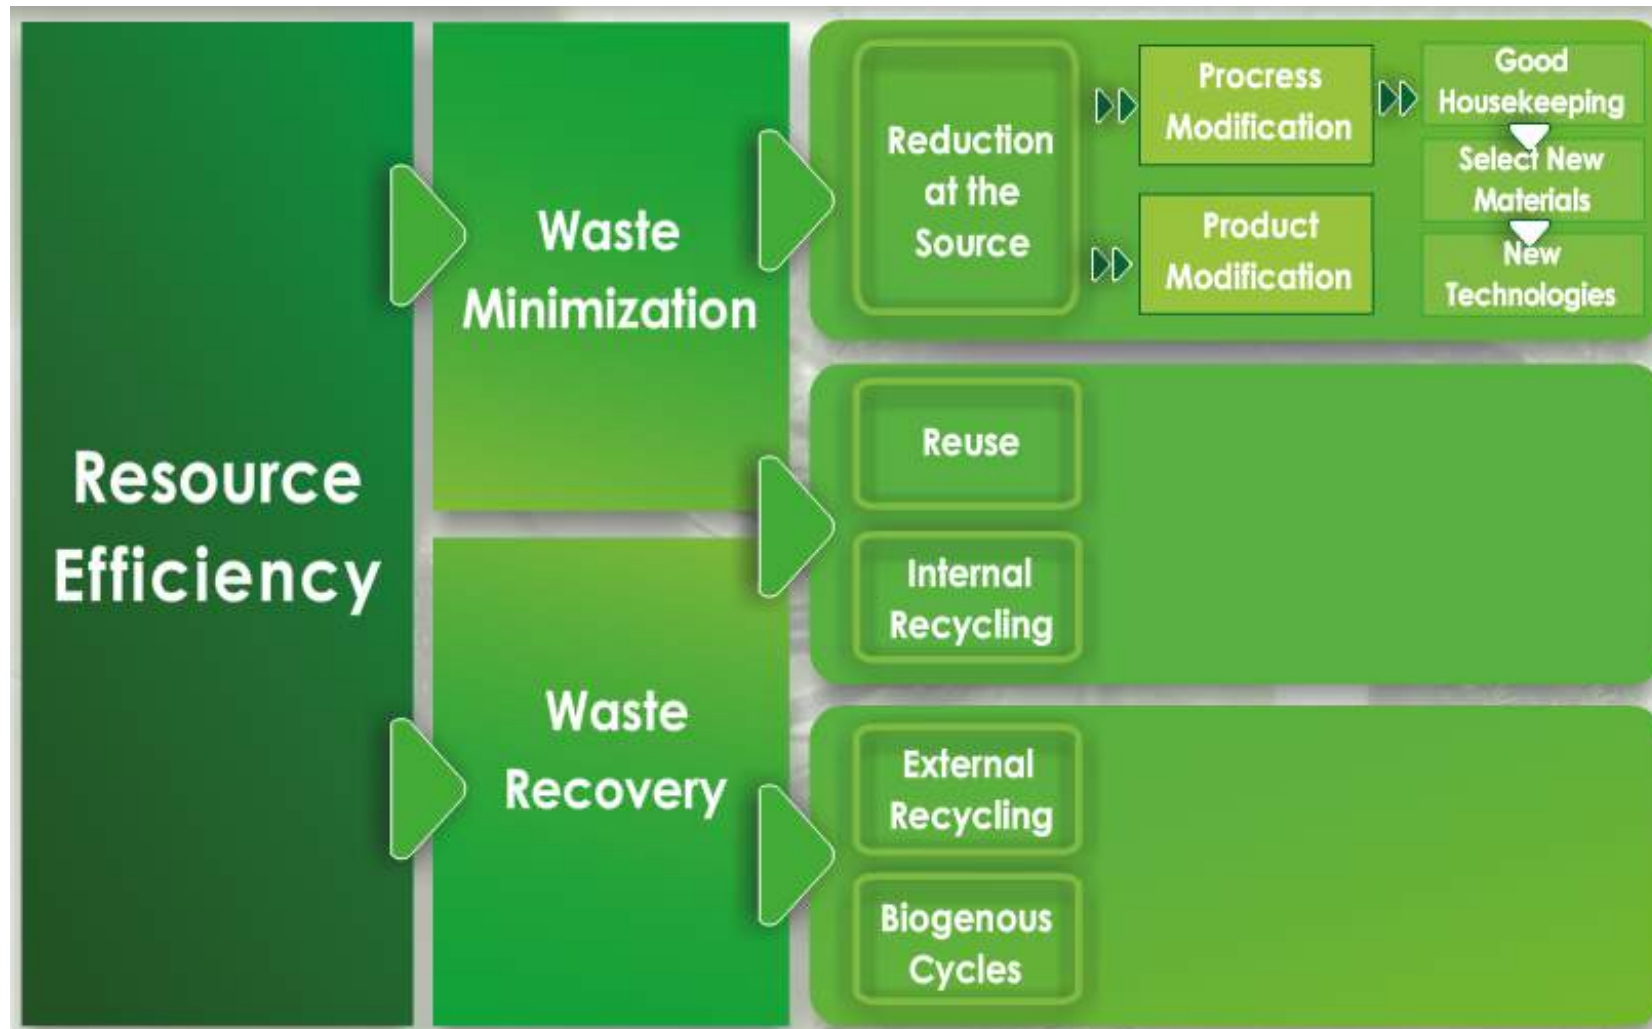 Resource
Efficiency
Waste
Minimization
Waste
Recovery
Reduction
at the
Source
Procress
Modification
Product
Modification
Good
Housekeeping
Select New
Materials
New
Technologies
Reuse
Internal
Recycling
External
Recycling
Biogenous
Cycles